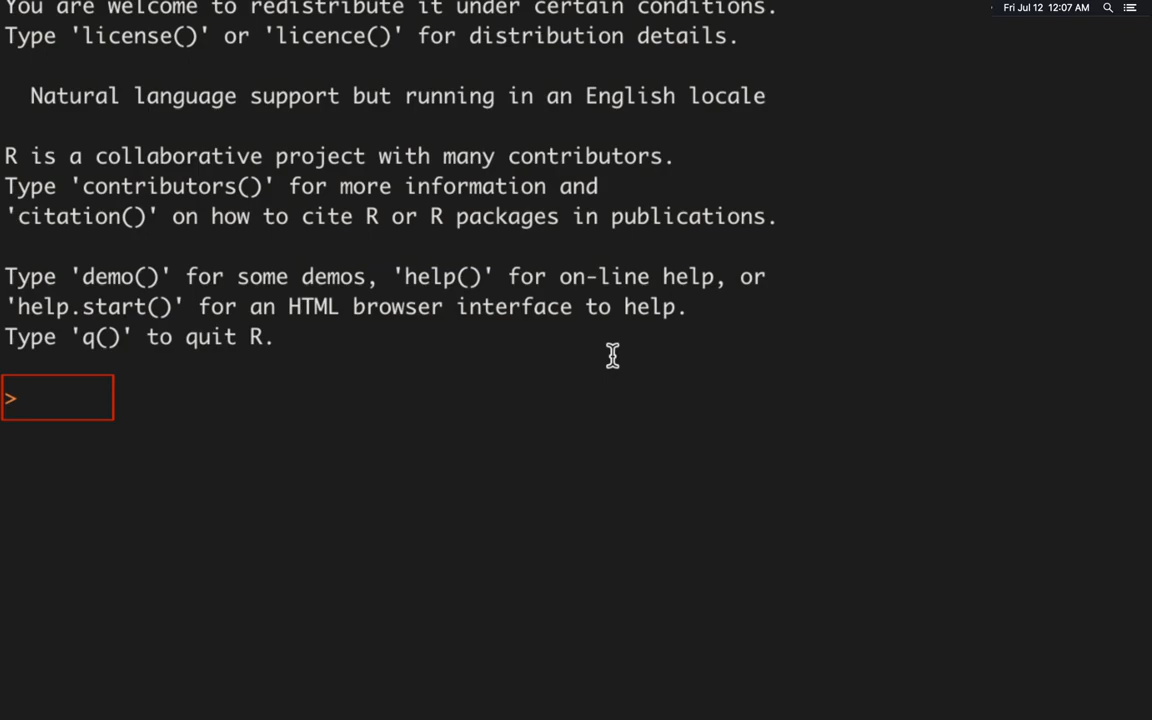 Fri Jul 12 12:07 AM
You are welcome to redistribute it under certain conditions.
Type 'license()' or 'licence()' for distribution details.
Natural language support but running in an English locale
R is a collaborative project with many contributors.
Type 'contributors()' for more information and
'citation()' on how to cite R or R packages in publications.
Type 'demo()' for some demos, 'help()' for on-line help, or
'help.start()' for an HTML browser interface to help.
Type 'q()' to quit R.
>